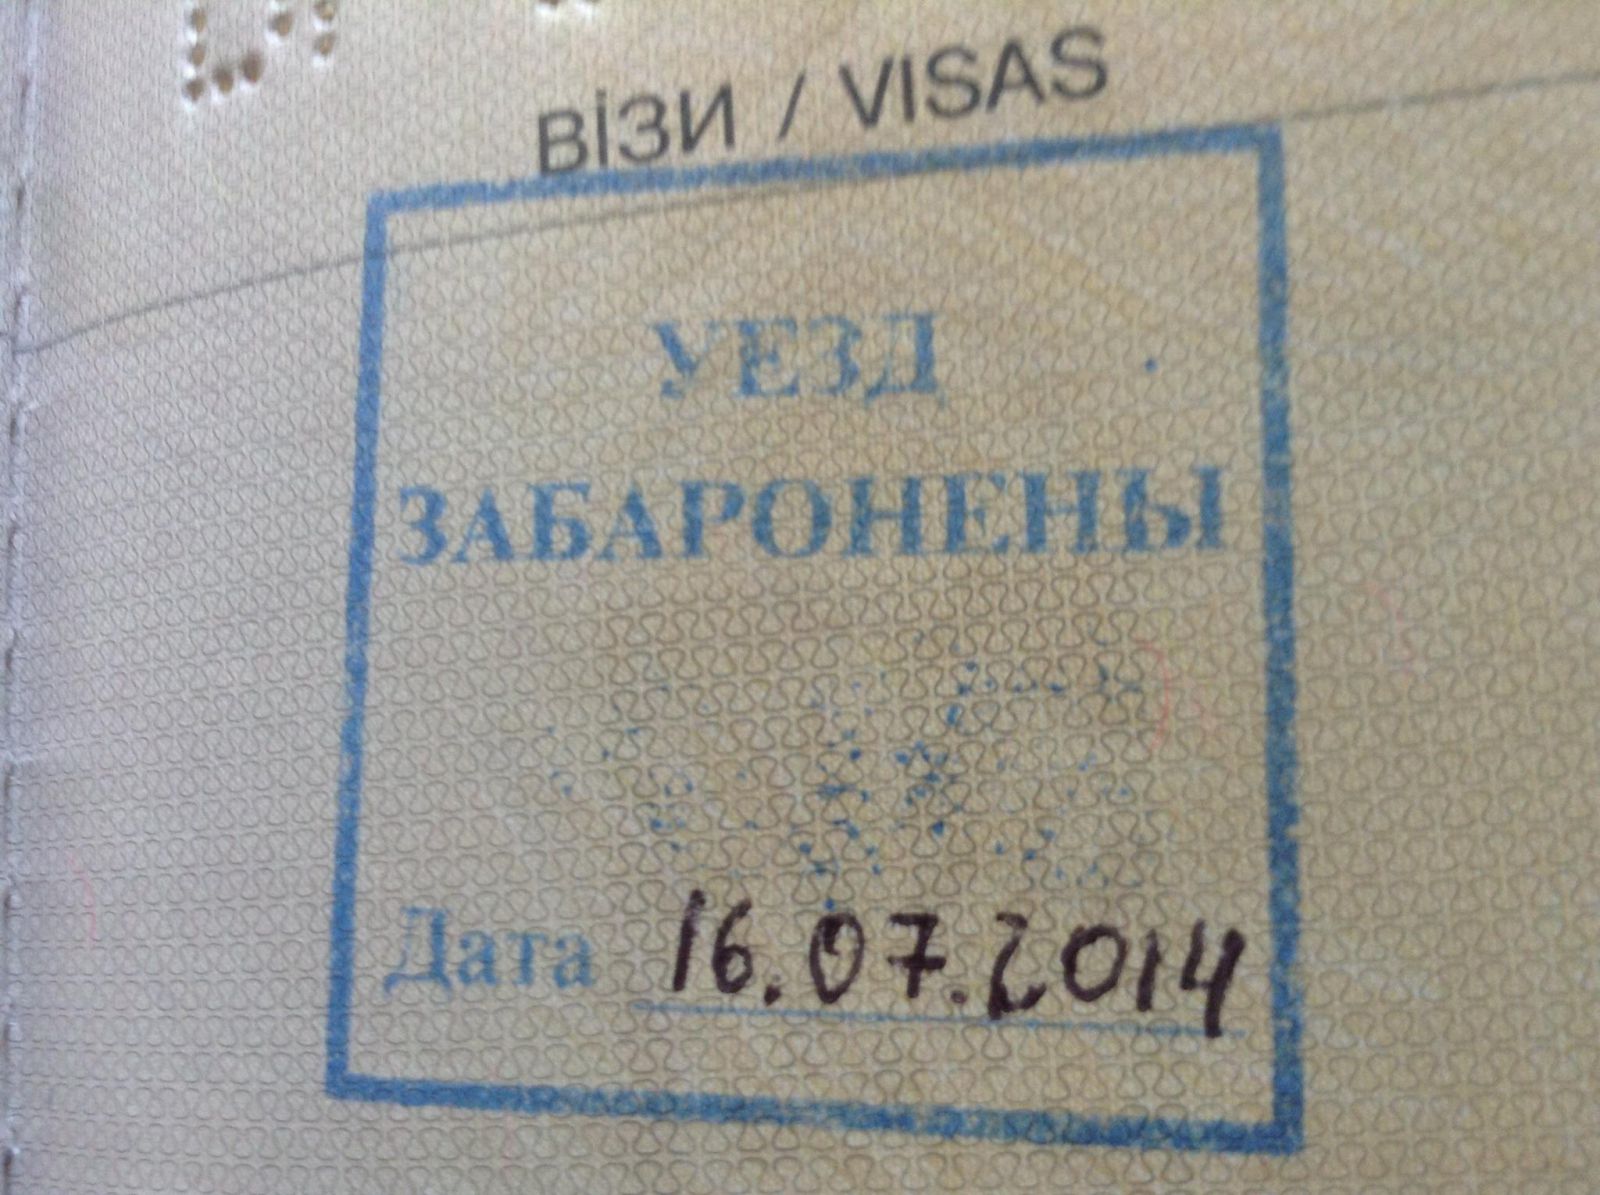 ВІЗИ / VISAS
УЕЗД
ЗАБАРОНЕНЫ
Дата 16.07.2014